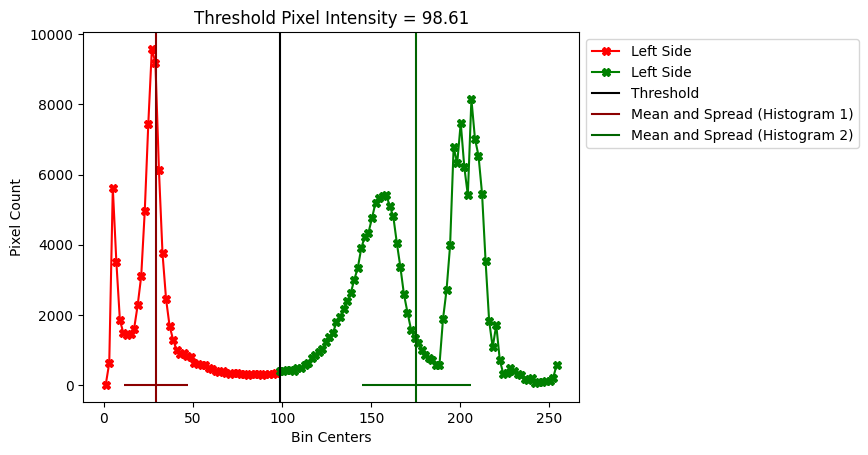 Threshold Pixel Intensity = 98.61
10000
8000
6000
4000
2000
0
Pixel Count
0
50
100
150
200
250
Bin Centers
Left Side
Left Side
Threshold
Mean and Spread (Histogram 1)
Mean and Spread (Histogram 2)